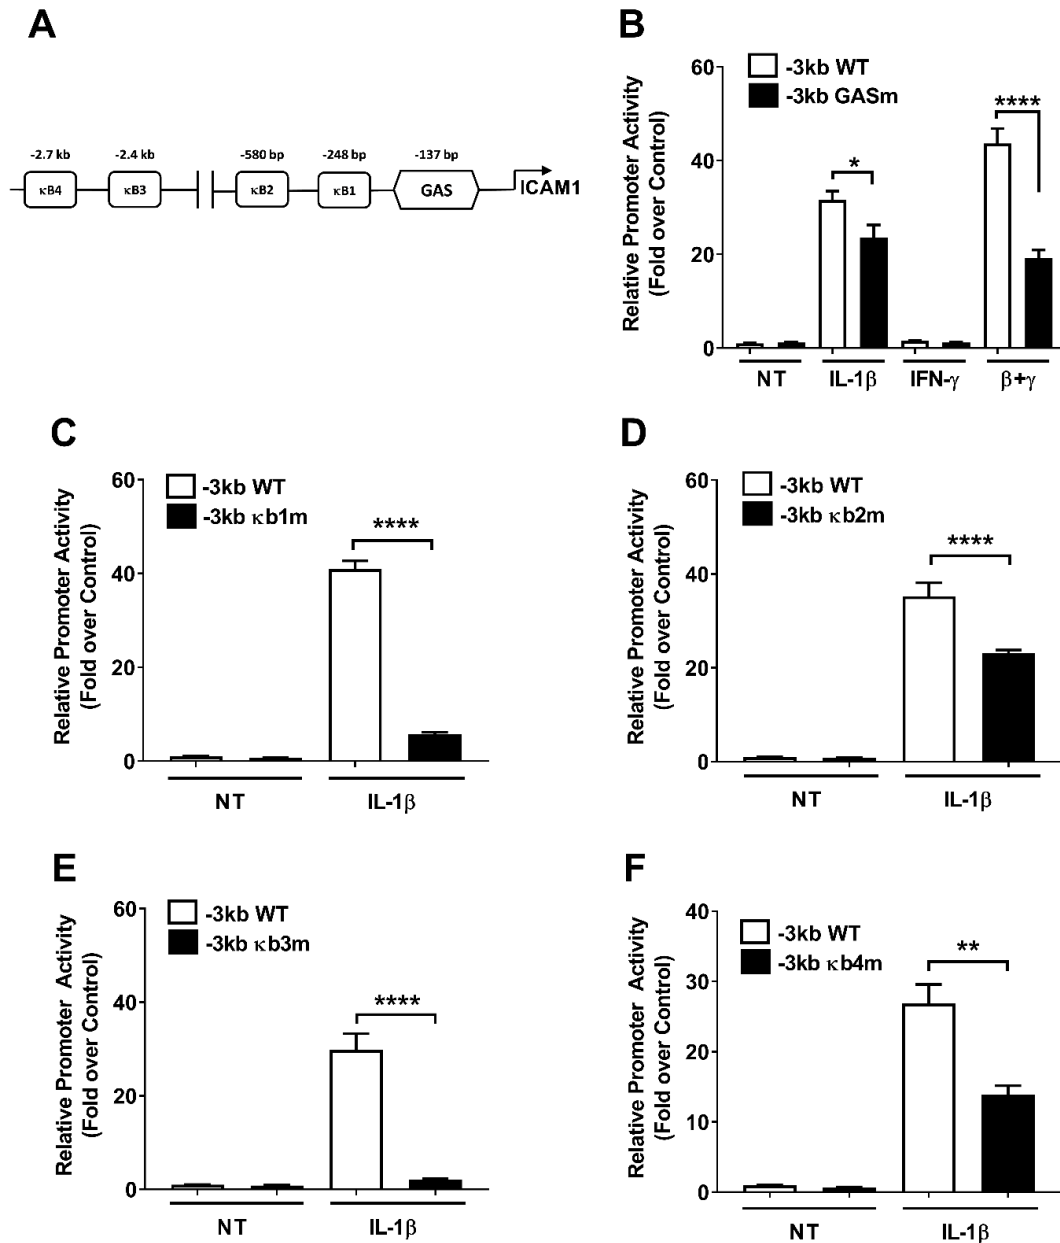 A
-2.7 kb -2.4 kb -580 bp -248 bp -137 bp
κB4 κB3 κB2 κB1 GAS ICAM1
B
Relative Promoter Activity
(Fold over Control)
-3kb WT
-3kb GASm
60
40
20
0
* ****
NT IL-1β IFN-γ β+γ
C
Relative Promoter Activity
(Fold over Control)
-3kb WT
-3kb κb1m
60
40
20
0
****
NT IL-1β
D
Relative Promoter Activity
(Fold over Control)
-3kb WT
-3kb κb2m
60
40
20
0
****
NT IL-1β
E
Relative Promoter Activity
(Fold over Control)
-3kb WT
-3kb κb3m
60
40
20
0
****
NT IL-1β
F
Relative Promoter Activity
(Fold over Control)
-3kb WT
-3kb κb4m
40
30
20
10
0
**
NT IL-1β